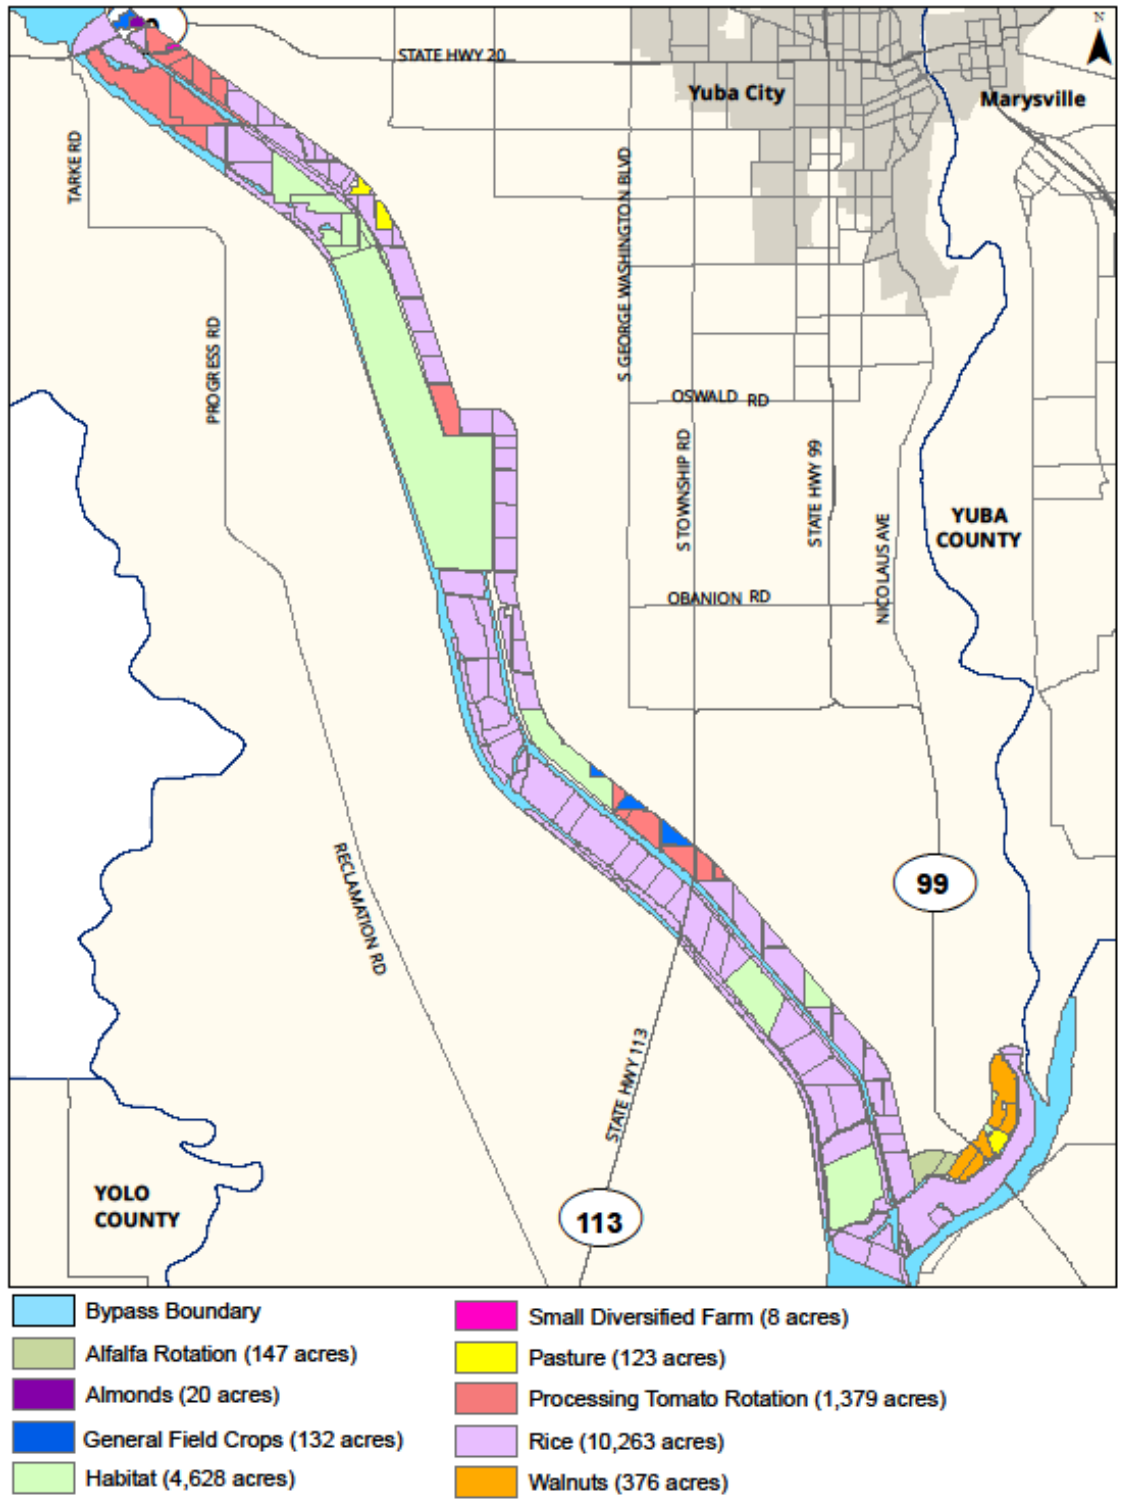 N
STATE HWY 20
Yuba City
Marysville
TARKE RD
S GEORGE WASHINGTON BLVD
PROGRESS RD
OSWALD RD
S TOWNSHIP RD
STATE HWY 99
YUBA
COUNTY
NICOLAUS AVE
OBANION RD
RECLAMATION RD
99
STATE HWY 113
YOLO
COUNTY
113
Bypass Boundary
Alfalfa Rotation (147 acres)
Almonds (20 acres)
General Field Crops (132 acres)
Habitat (4,628 acres)
Small Diversified Farm (8 acres)
Pasture (123 acres)
Processing Tomato Rotation (1,379 acres)
Rice (10,263 acres)
Walnuts (376 acres)